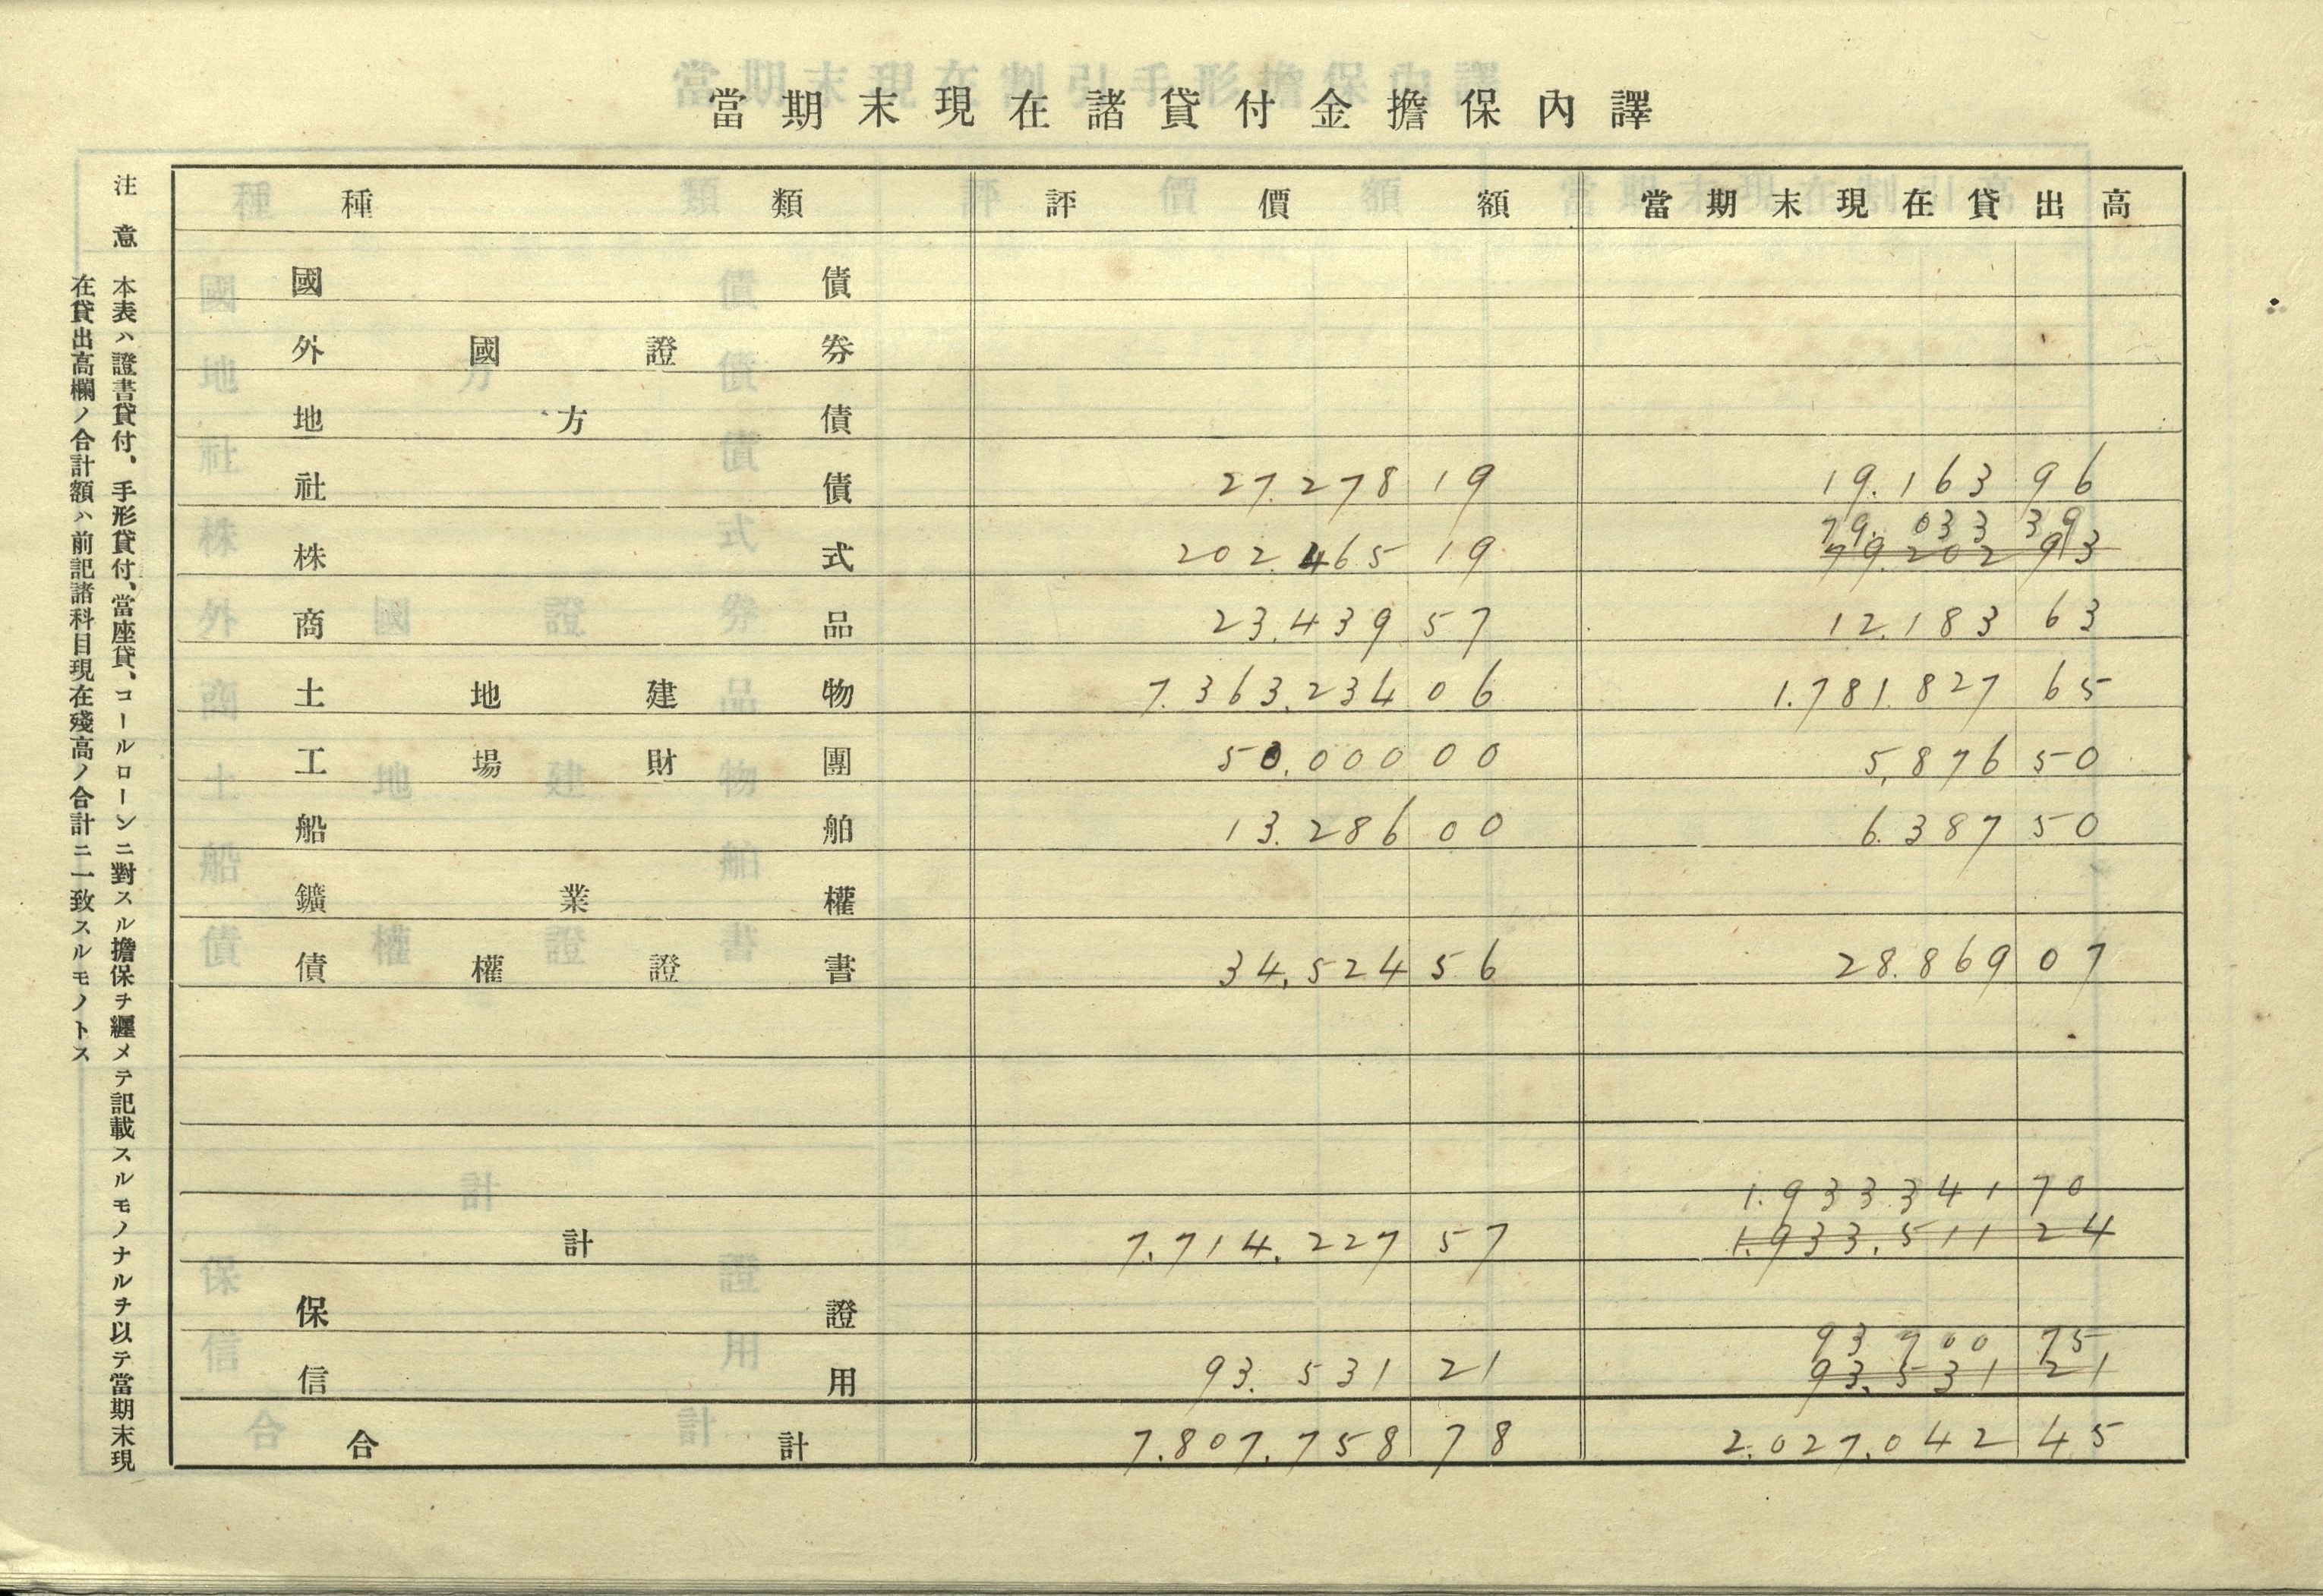 當期末現在諸貸付金擔保內譯
種類 評價額 當期末現在貸出高
國債
外國證券
地方債
社債 27.278 19 19.163 96
79.033 39
株式 202.465 19 79.202 93
商品 23.439 57 12.183 63
土地建物 7.363.234 06 1.781.827 65
工場財團 50.000 00 5.876 50
船舶 13.286 00 6.387 50
鑛業權
債權證書 34.524 56 28.869 07
1.933.341 70
計 7.714.227 57 1.933.511 24
保證
93 700 75
信用 93.531 21 93.531 21
合計 7.807.758 78 2.027.042 45
注意 本表ハ證書貸付、手形貸付、當座貸、コールローンニ對スル擔保ヲ纒メテ記載スルモノナルヲ以テ當期末現
在貸出高欄ノ合計額ハ前記諸科目現在殘高ノ合計ニ一致スルモノトス